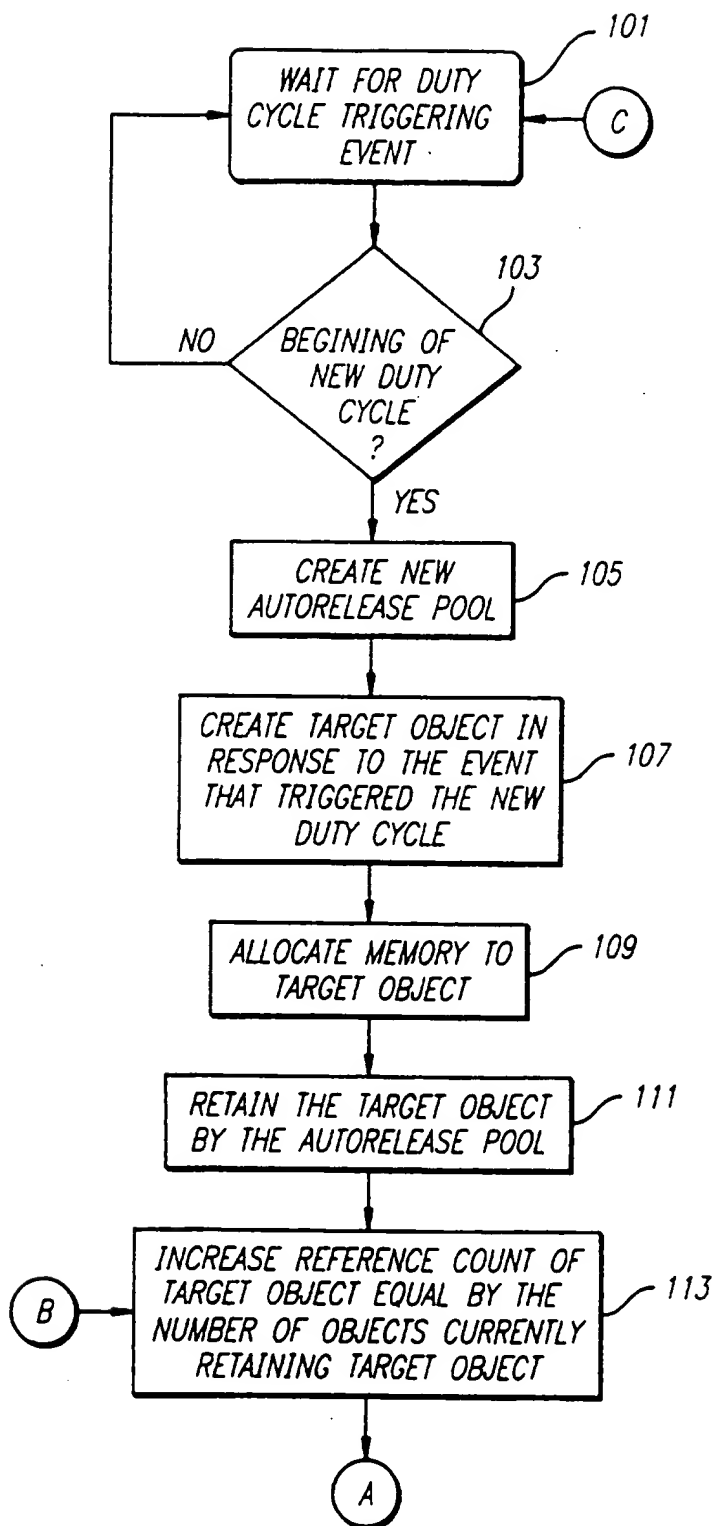 101
WAIT FOR DUTY
CYCLE TRIGGERING
EVENT
C
103
NO
BEGINING OF
NEW DUTY
CYCLE
?
YES
CREATE NEW
AUTORELEASE POOL
105
CREATE TARGET OBJECT IN
RESPONSE TO THE EVENT
THAT TRIGGERED THE NEW
DUTY CYCLE
107
ALLOCATE MEMORY TO
TARGET OBJECT
109
RETAIN THE TARGET OBJECT
BY THE AUTORELEASE POOL
111
B
INCREASE REFERENCE COUNT OF
TARGET OBJECT EQUAL BY THE
NUMBER OF OBJECTS CURRENTLY
RETAINING TARGET OBJECT
113
A